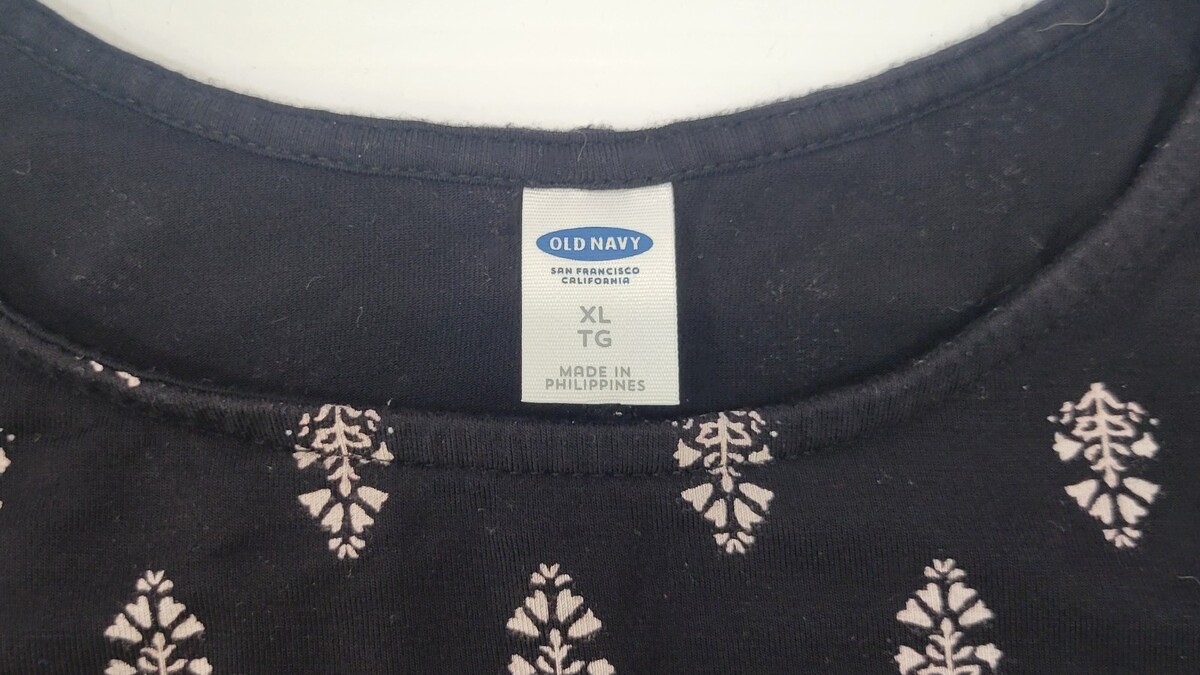 OLD NAVY
SAN FRANCISCO
CALIFORNIA
XL
TG
MADE IN
PHILIPPINES